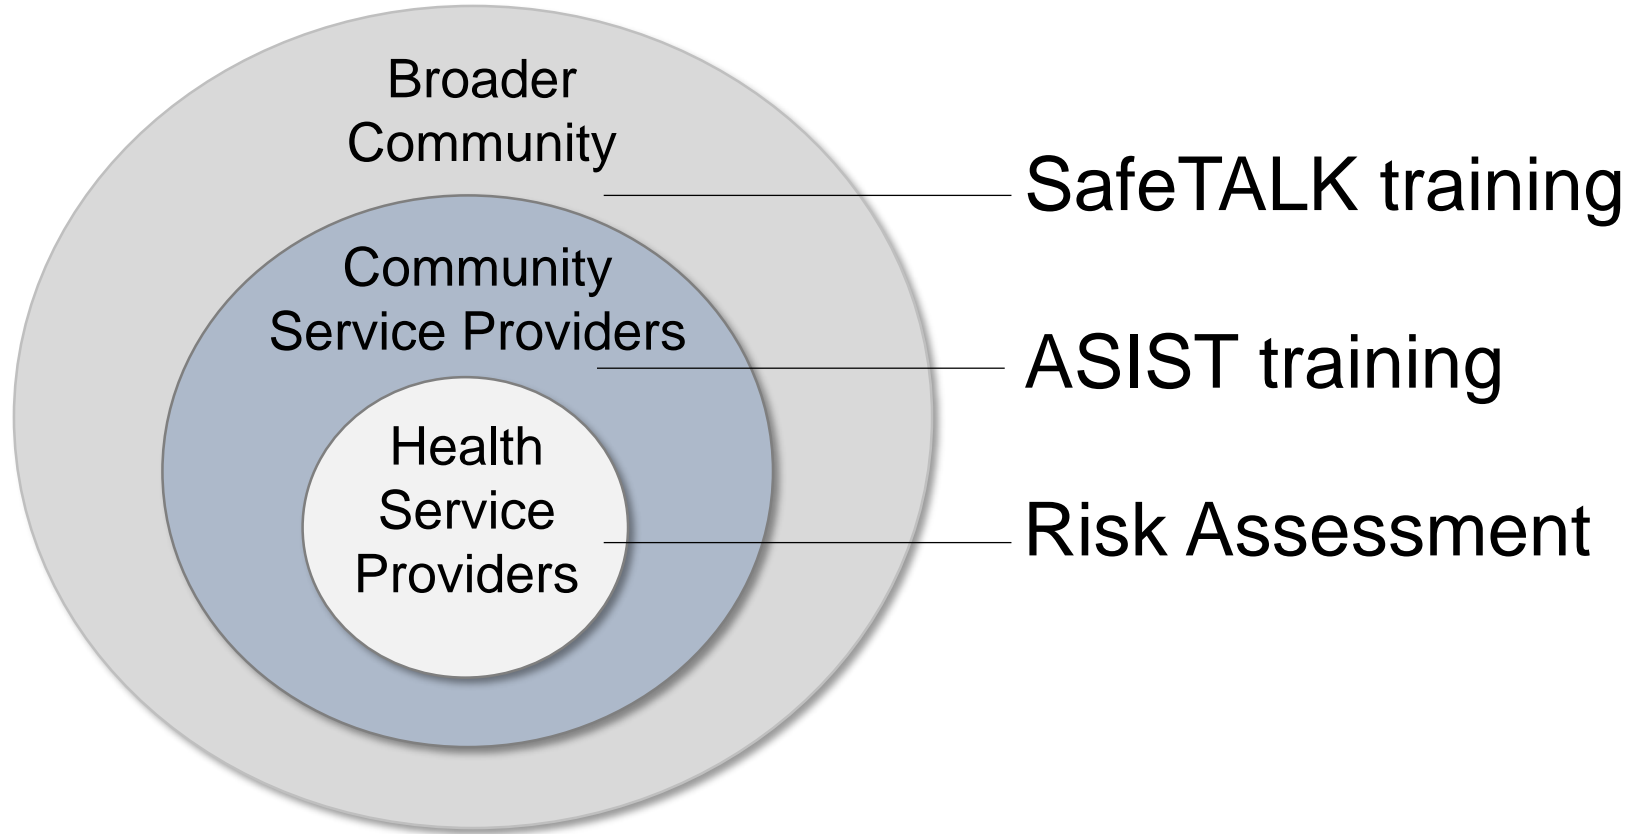 Broader
Community
SafeTALK training
Community
Service Providers
ASIST training
Health
Service
Providers
Risk Assessment